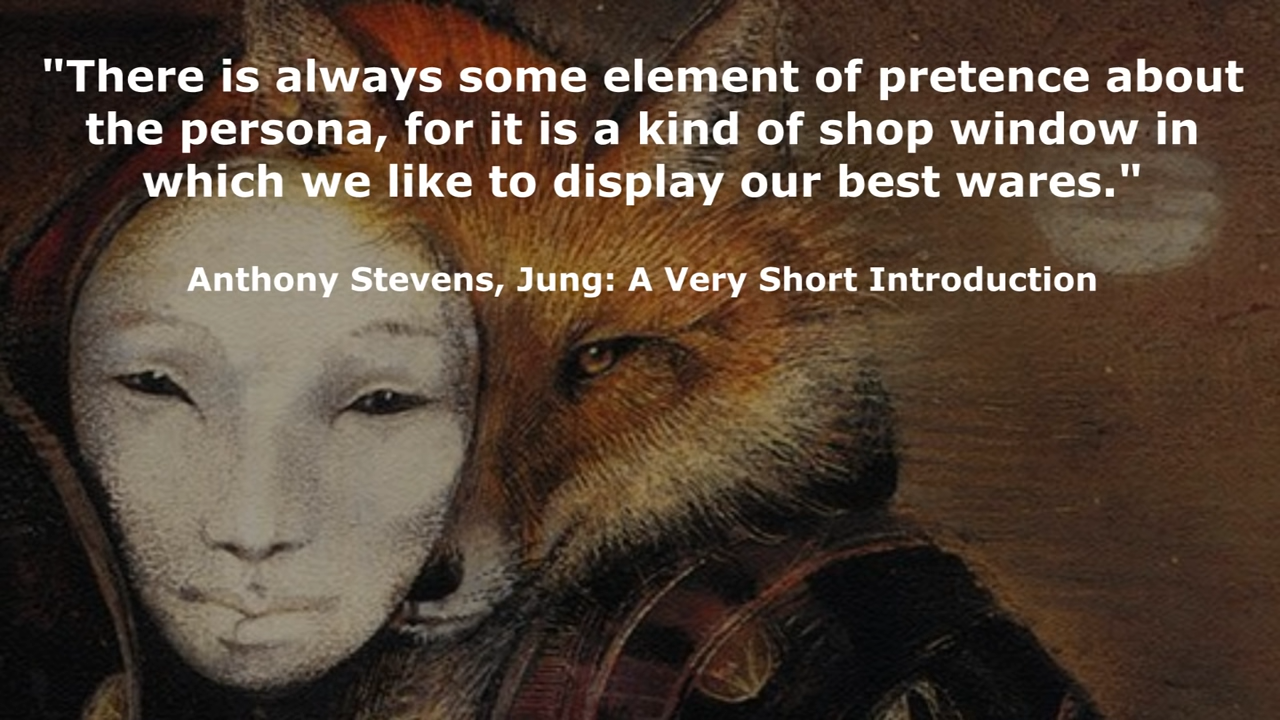 "There is always some element of pretence about
the persona, for it is a kind of shop window in
which we like to display our best wares."
Anthony Stevens, Jung: A Very Short Introduction